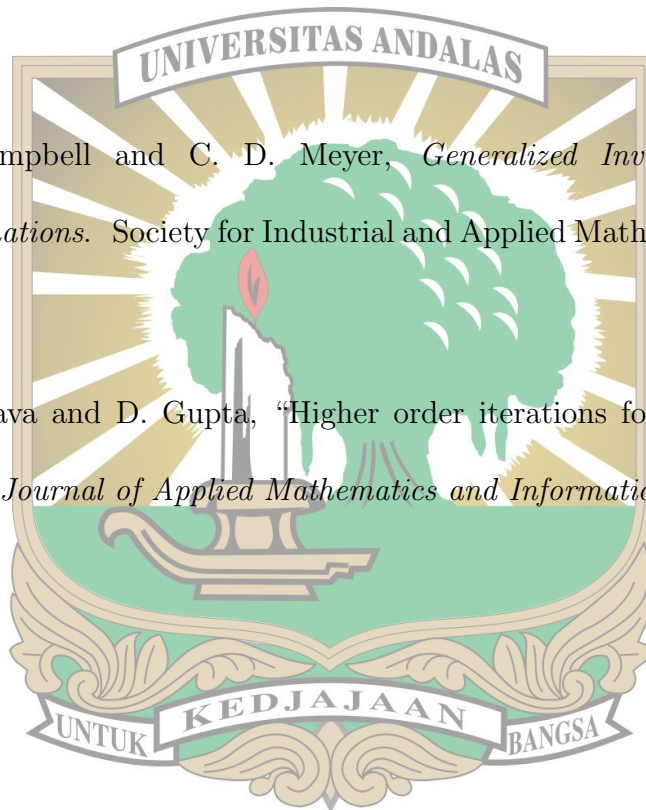 UNIVERSITAS ANDALAS
mpbell and C. D. Meyer, Generalized Inv
ations. Society for Industrial and Applied Math
ava and D. Gupta, “Higher order iterations fo
Journal of Applied Mathematics and Informatic
UNTUK KEDJAJAAN BANGSA